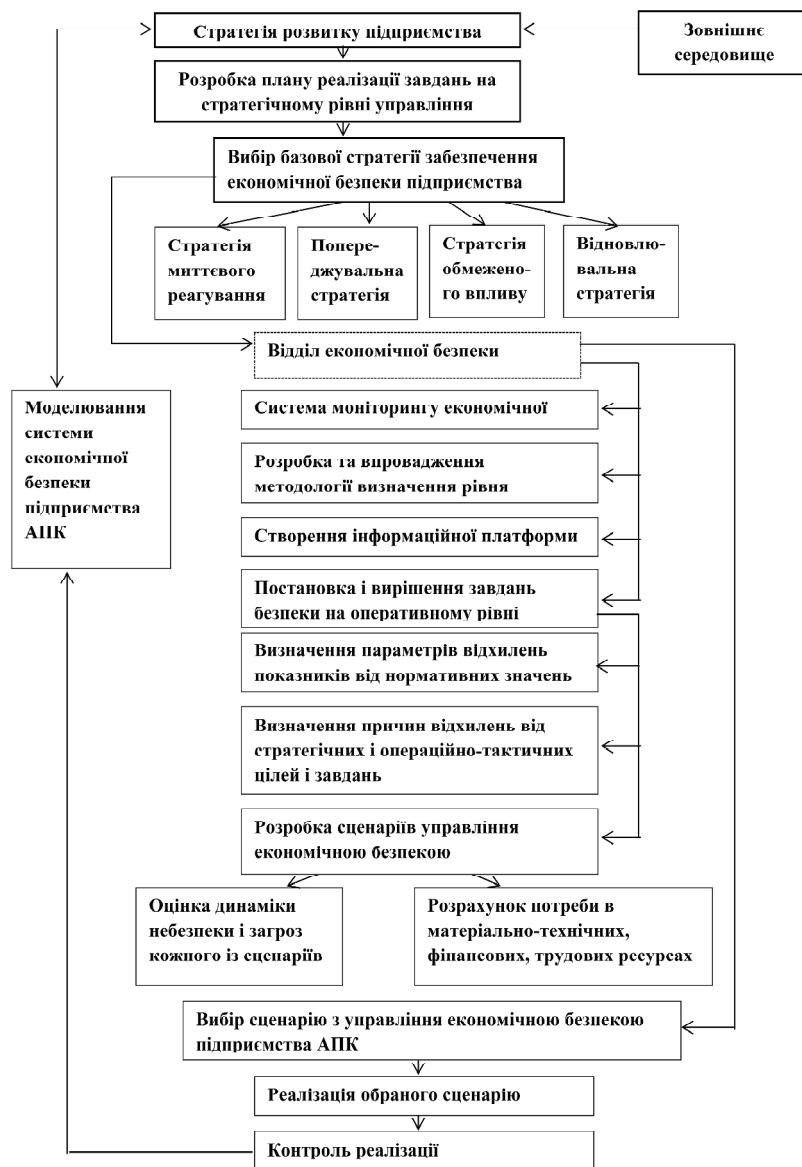 Стратегія розвитку підприємства
Зовнішнє
середовище
Розробка плану реалізації завдань на
стратегічному рівні управління
Вибір базової стратегії забезпечення
економічної безпеки підприємства
Стратегія
миттєвого
реагування
Попере-
джувальна
стратегія
Стратегія
обмежено-
го впливу
Відновлю-
вальна
стратегія
Відділ економічної безпеки
Моделювання
системи
економічної
безпеки
підприємства
АПК
Система моніторингу економічної
Розробка та впровадження
методології визначення рівня
Створення інформаційної платформи
Постановка і вирішення завдань
безпеки на оперативному рівні
Визначення параметрів відхилень
показників від нормативних значень
Визначення причин відхилень від
стратегічних і операційно-тактичних
цілей і завдань
Розробка сценаріїв управління
економічною безпекою
Оцінка динаміки
небезпеки і загроз
кожного із сценаріїв
Розрахунок потреби в
матеріально-технічних,
фінансових, трудових ресурсах
Вибір сценарію з управління економічною безпекою
підприємства АПК
Реалізація обраного сценарію
Контроль реалізації